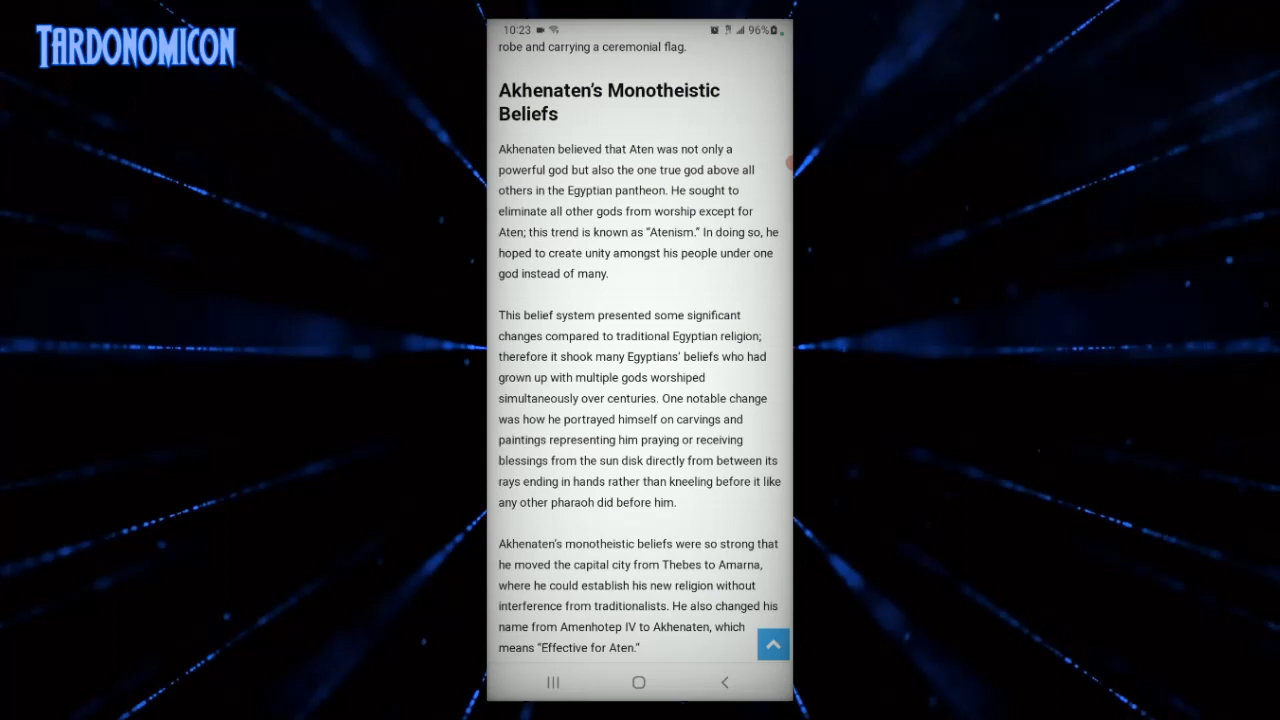 TARDONOMICON
10:23
96%
robe and carrying a ceremonial flag.
Akhenaten's Monotheistic
Beliefs
Akhenaten believed that Aten was not only a
powerful god but also the one true god above all
others in the Egyptian pantheon. He sought to
eliminate all other gods from worship except for
Aten; this trend is known as “Atenism.” In doing so, he
hoped to create unity amongst his people under one
god instead of many.
This belief system presented some significant
changes compared to traditional Egyptian religion;
therefore it shook many Egyptians’ beliefs who had
grown up with multiple gods worshiped
simultaneously over centuries. One notable change
was how he portrayed himself on carvings and
paintings representing him praying or receiving
blessings from the sun disk directly from between its
rays ending in hands rather than kneeling before it like
any other pharaoh did before him.
Akhenaten’s monotheistic beliefs were so strong that
he moved the capital city from Thebes to Amarna,
where he could establish his new religion without
interference from traditionalists. He also changed his
name from Amenhotep IV to Akhenaten, which
means “Effective for Aten.”